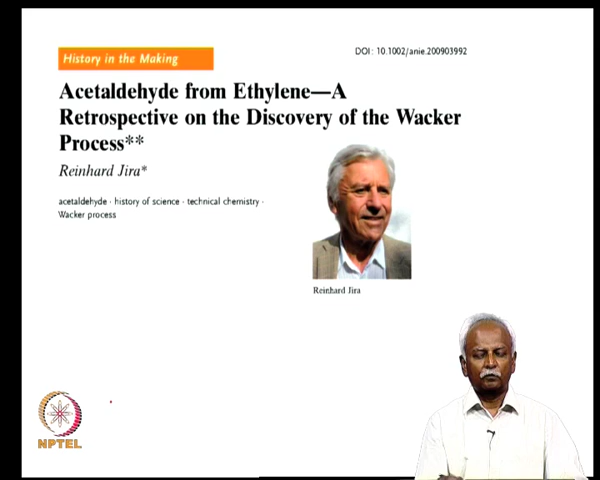 History in the Making
DOI: 10.1002/anie.200903992
Acetaldehyde from Ethylene—A
Retrospective on the Discovery of the Wacker
Process**
Reinhard Jira*
acetaldehyde · history of science · technical chemistry ·
Wacker process
Reinhard Jira
NPTEL